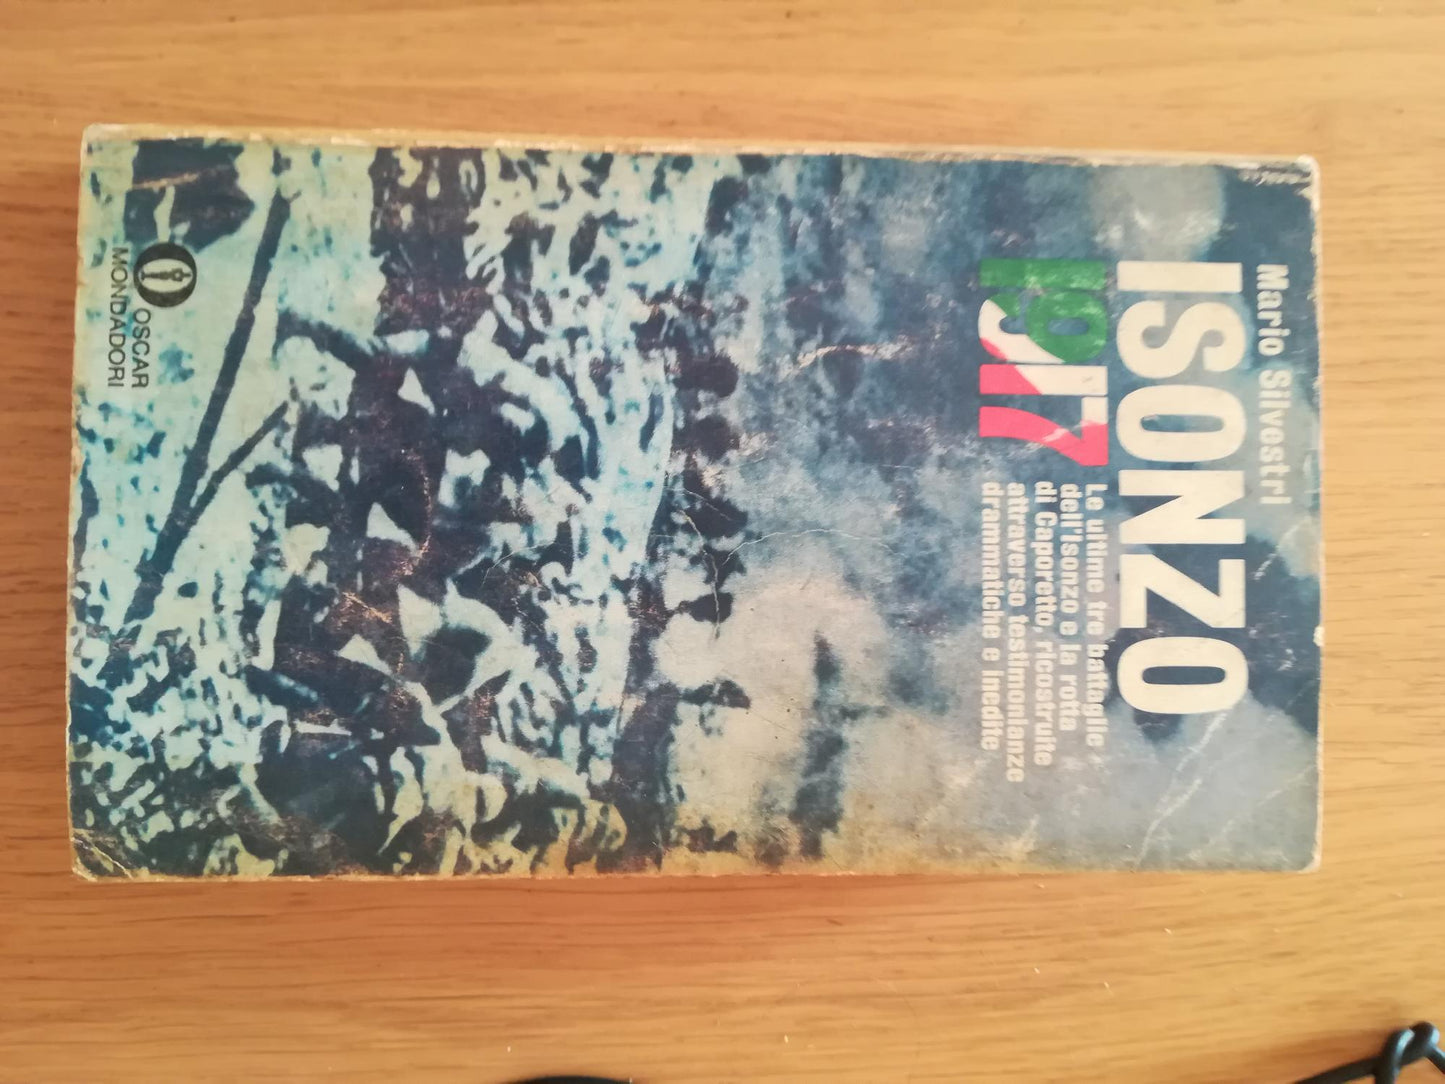 Mario Silvestri
ISONZO
1917
Le ultime tre battaglie
dell'Isonzo e la rotta
di Caporetto, ricostruite
attraverso testimonianze
drammatiche e inedite
OSCAR
MONDADORI